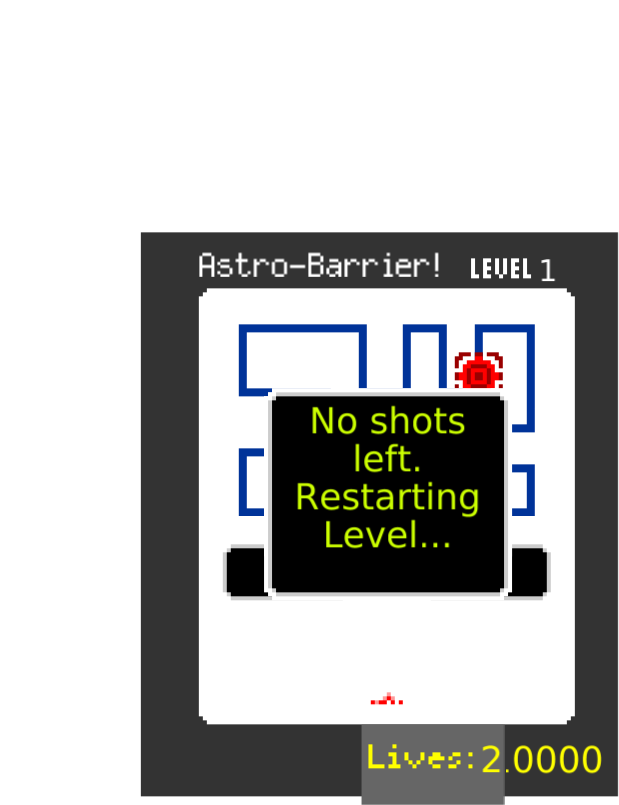 Astro-Barrier! LEVEL 1
No shots
left.
Restarting
Level...
Lives: 2.0000